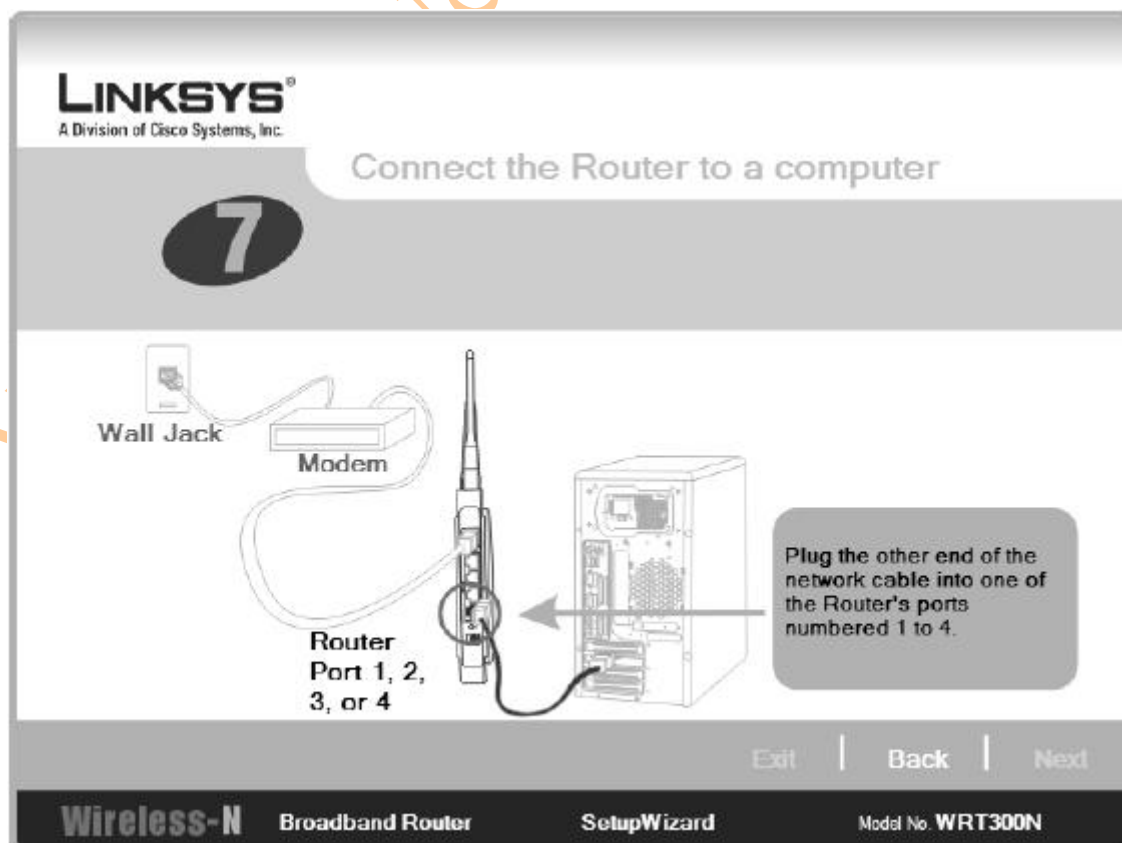 LINKSYS®
A Division of Cisco Systems, Inc.
Connect the Router to a computer
7
Wall Jack
Modem
Router
Port 1, 2,
3, or 4
Plug the other end of the
network cable into one of
the Router's ports
numbered 1 to 4.
Exit | Back | Next
Wireless-N Broadband Router SetupWizard Model No. WRT300N